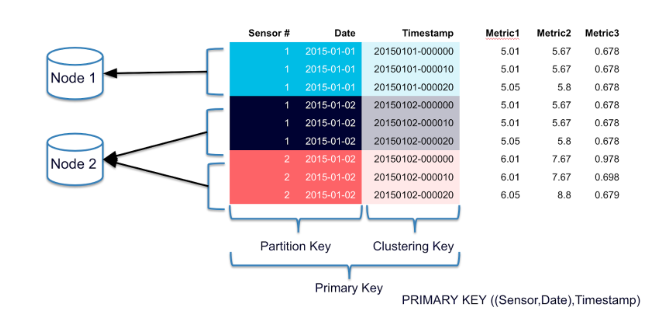 Sensor # Date Timestamp Metric1 Metric2 Metric3
1 2015-01-01 20150101-000000 5.01 5.67 0.678
1 2015-01-01 20150101-000010 5.01 5.67 0.678
1 2015-01-01 20150101-000020 5.05 5.8 0.678
1 2015-01-02 20150102-000000 5.01 5.67 0.678
1 2015-01-02 20150102-000010 5.01 5.67 0.678
1 2015-01-02 20150102-000020 5.05 5.8 0.678
2 2015-01-02 20150102-000000 6.01 7.67 0.978
2 2015-01-02 20150102-000010 6.01 7.67 0.698
2 2015-01-02 20150102-000020 6.05 8.8 0.679
Node 1
Node 2
Partition Key
Clustering Key
Primary Key
PRIMARY KEY ((Sensor,Date),Timestamp)